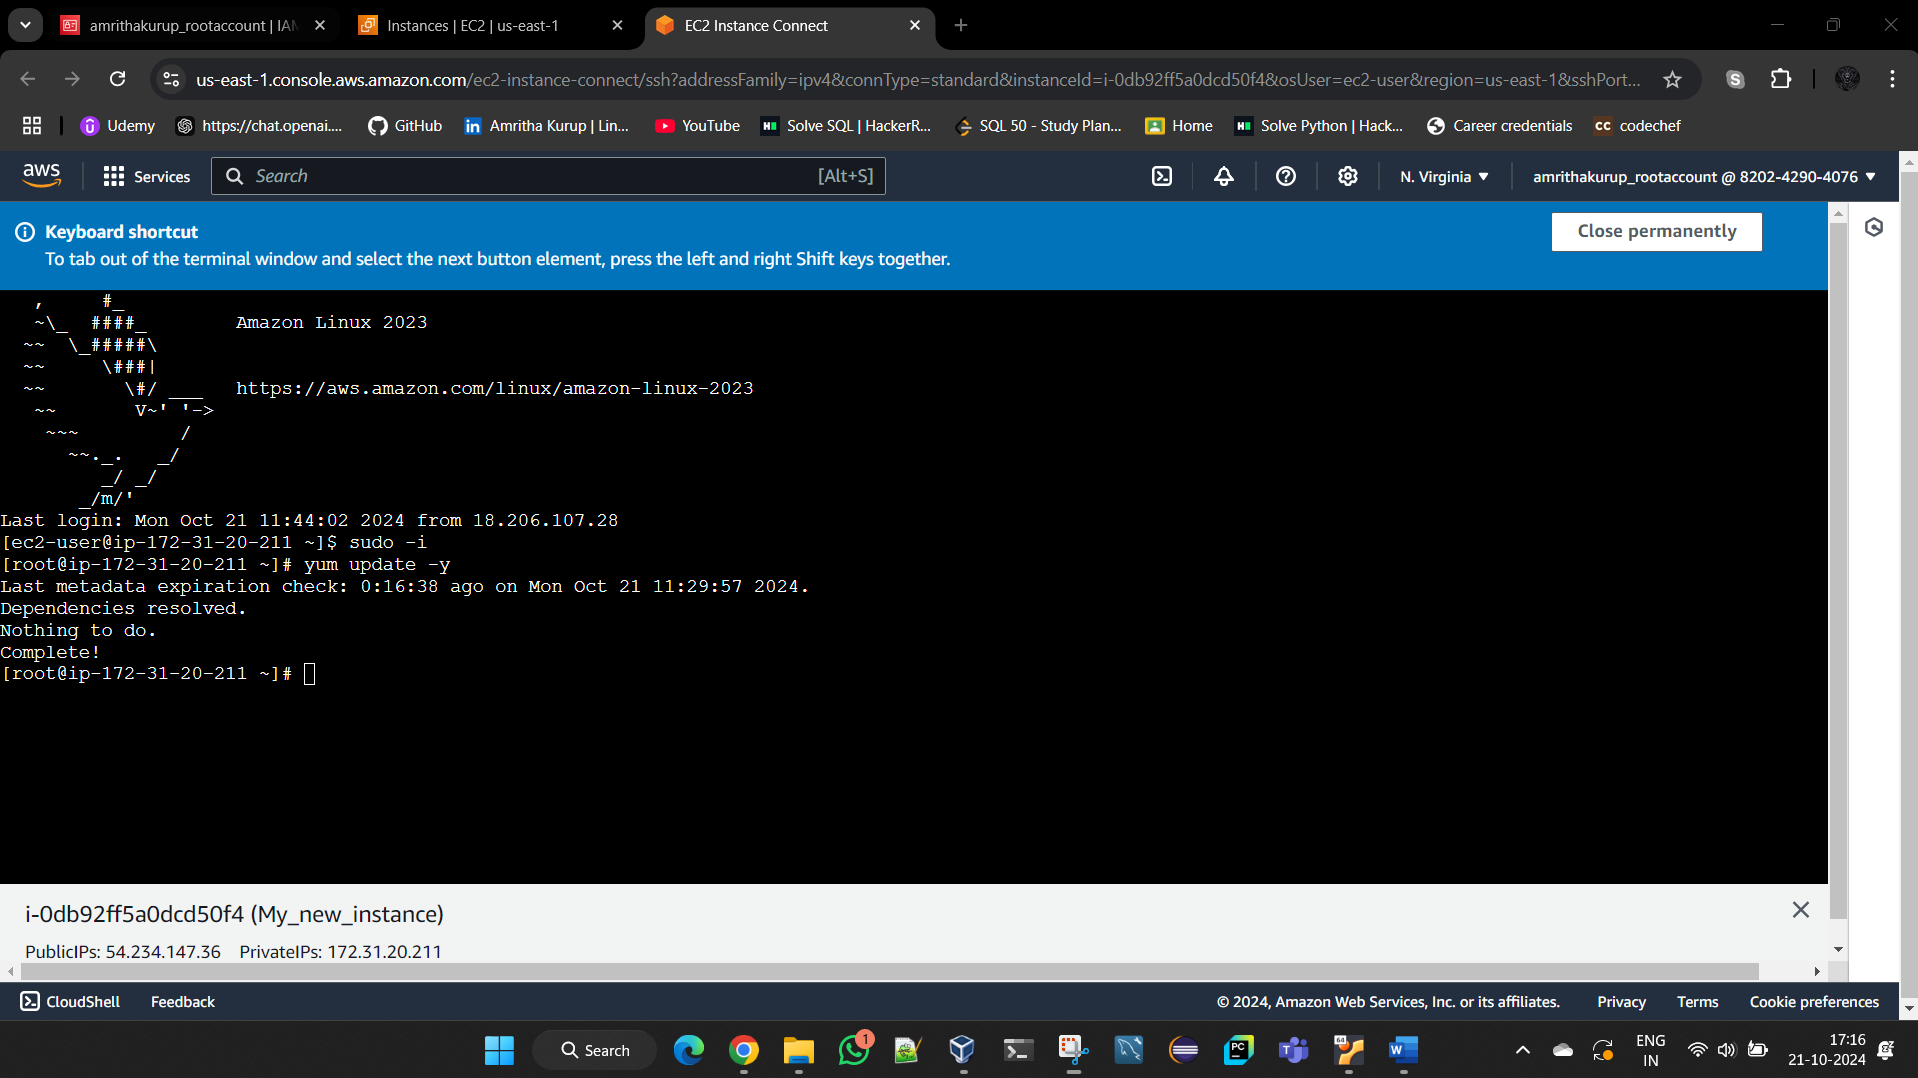 amrithakurup_rootaccount | IAM
Instances | EC2 | us-east-1
EC2 Instance Connect
us-east-1.console.aws.amazon.com/ec2-instance-connect/ssh?addressFamily=ipv4&connType=standard&instanceId=i-0db92ff5a0dcd50f4&osUser=ec2-user&region=us-east-1&sshPort...
Udemy
https://chat.openai....
GitHub
Amritha Kurup | Lin...
YouTube
Solve SQL | HackerR...
SQL 50 - Study Plan...
Home
Solve Python | Hack...
Career credentials
CC codechef
aws
Services
Search
[Alt+S]
N. Virginia
amrithakurup_rootaccount @ 8202-4290-4076
Keyboard shortcut
To tab out of the terminal window and select the next button element, press the left and right Shift keys together.
Close permanently
   ,     #_
   ~\_  ####_        Amazon Linux 2023
  ~~  \_#####\
  ~~     \###|
  ~~       \#/ ___   https://aws.amazon.com/linux/amazon-linux-2023
   ~~       V~' '->
    ~~~         /
      ~~._.   _/
         _/ _/
       _/m/'
Last login: Mon Oct 21 11:44:02 2024 from 18.206.107.28
[ec2-user@ip-172-31-20-211 ~]$ sudo -i
[root@ip-172-31-20-211 ~]# yum update -y
Last metadata expiration check: 0:16:38 ago on Mon Oct 21 11:29:57 2024.
Dependencies resolved.
Nothing to do.
Complete!
[root@ip-172-31-20-211 ~]#
i-0db92ff5a0dcd50f4 (My_new_instance)
PublicIPs: 54.234.147.36 PrivateIPs: 172.31.20.211
CloudShell
Feedback
© 2024, Amazon Web Services, Inc. or its affiliates.
Privacy
Terms
Cookie preferences
Search
1
PC
64
ENG
IN
17:16
21-10-2024